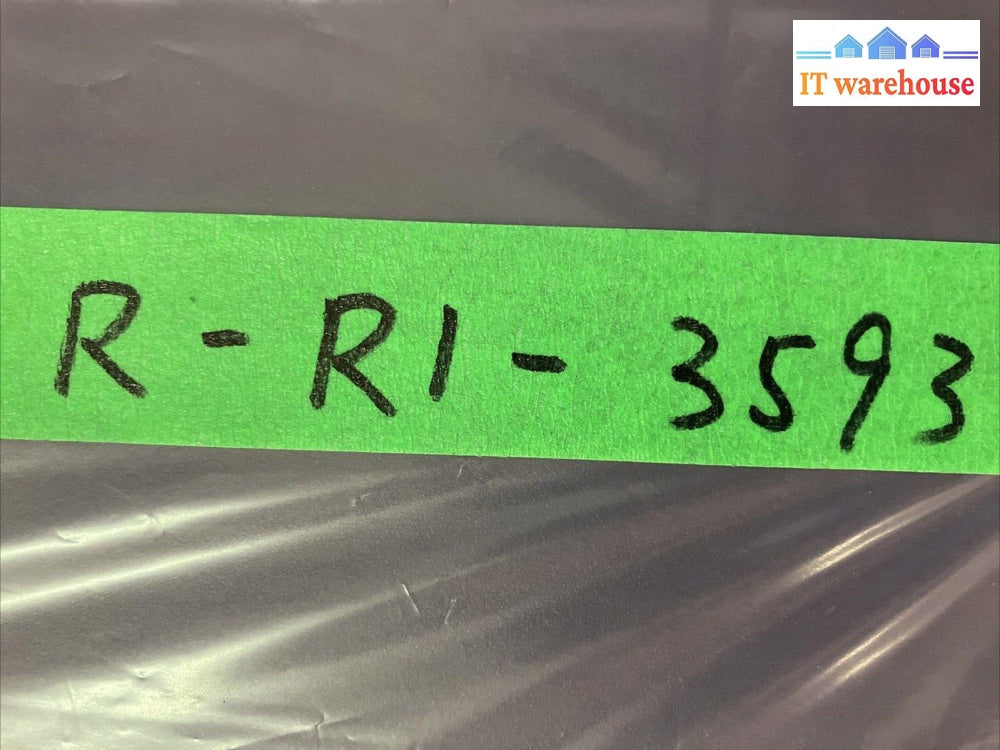 IT warehouse
R - R1 - 3593